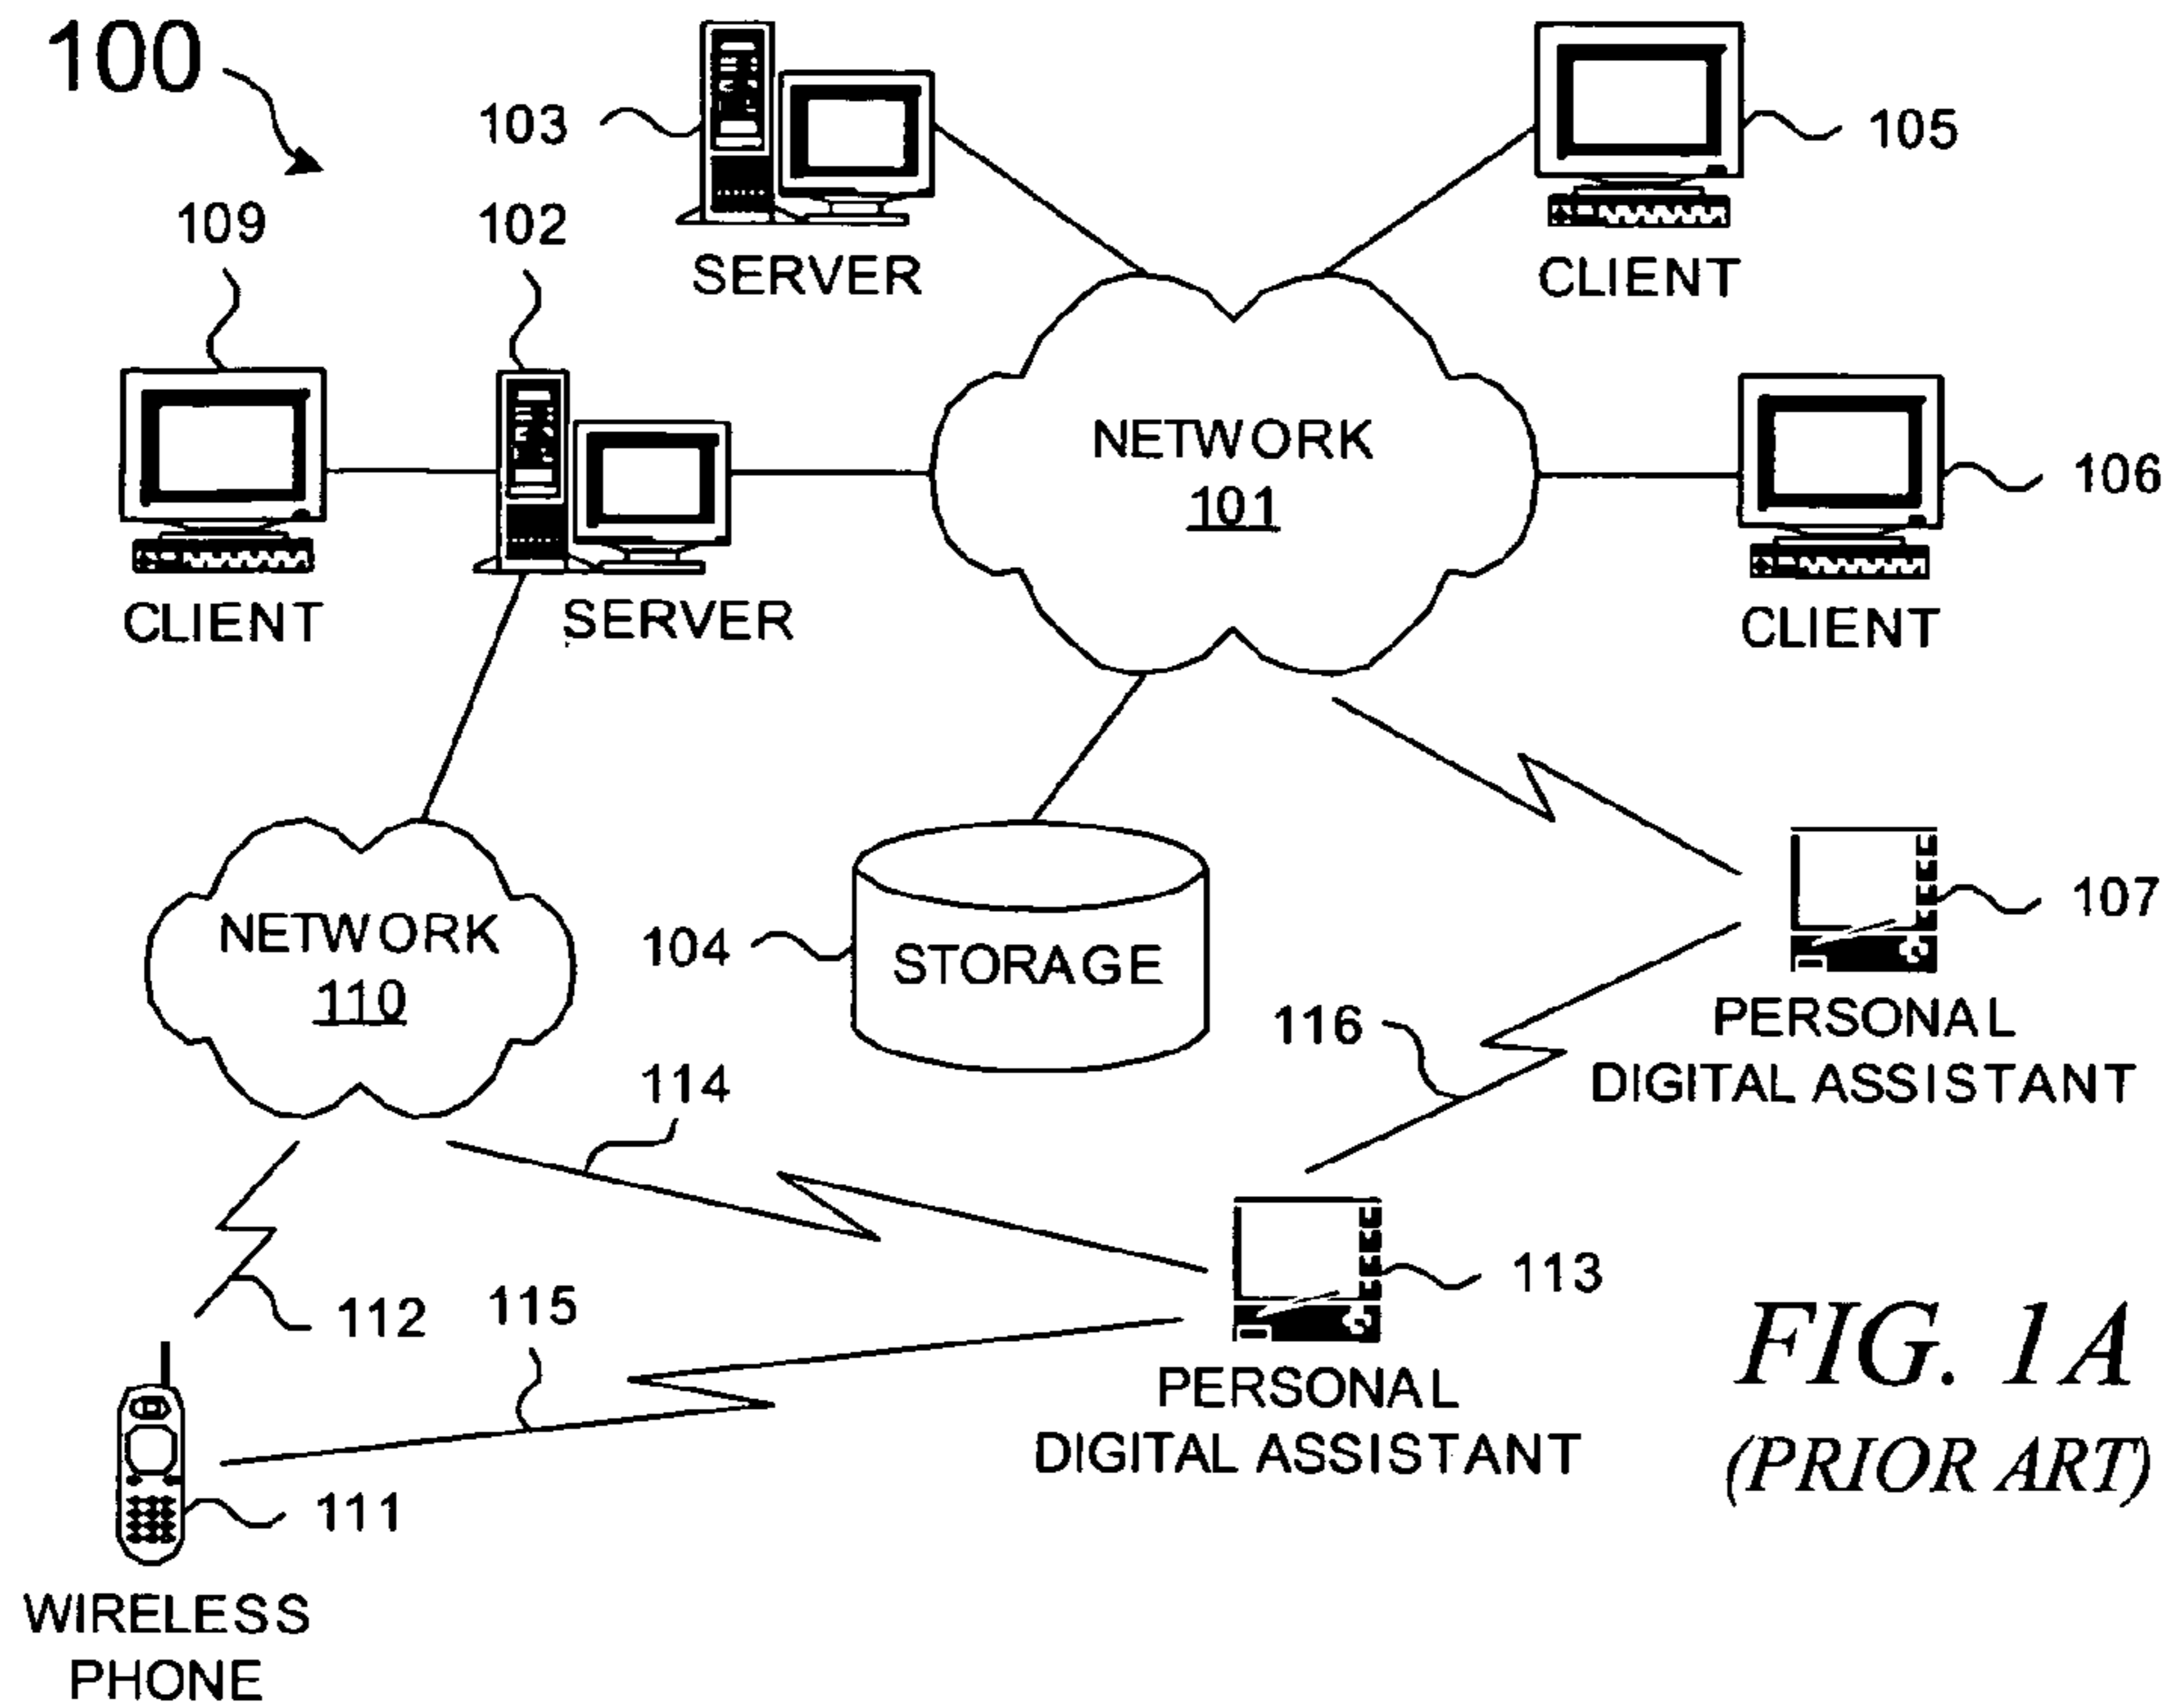 100
103
105
109
102
SERVER
CLIENT
NETWORK
101
106
CLIENT
SERVER
CLIENT
NETWORK
110
104
STORAGE
107
PERSONAL
DIGITAL ASSISTANT
116
114
113
112
115
PERSONAL
DIGITAL ASSISTANT
111
WIRELESS
PHONE
FIG. 1A
(PRIOR ART)